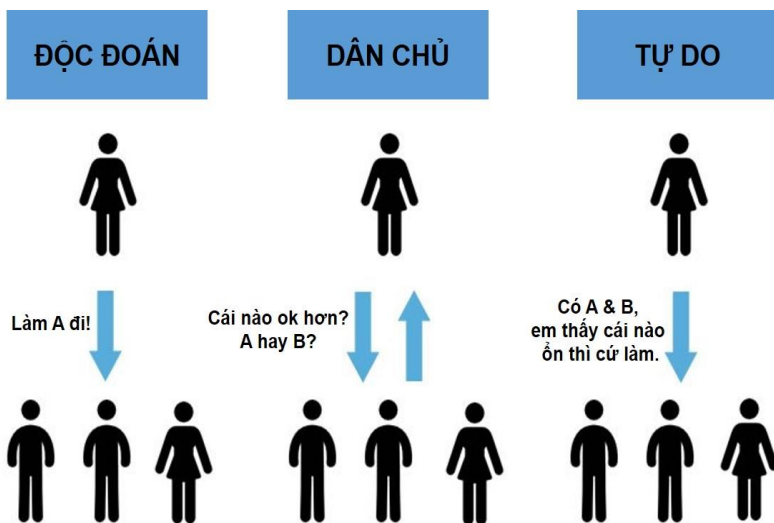 ĐỘC ĐOÁN
DÂN CHỦ
TỰ DO
Làm A đi!
Cái nào ok hơn?
A hay B?
Có A & B,
em thấy cái nào
ổn thì cứ làm.